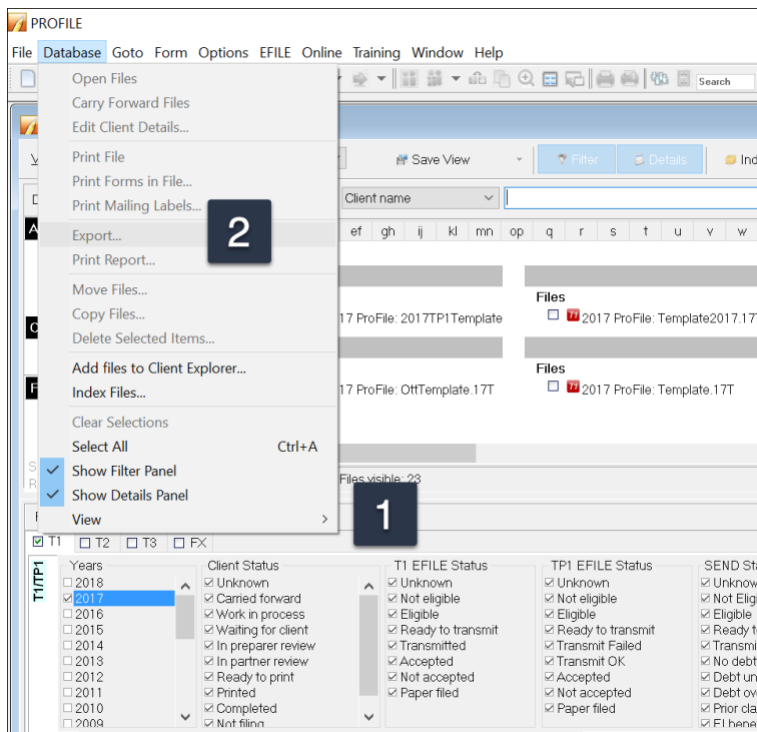 PROFILE
File Database Goto Form Options EFILE Online Training Window Help
Search
Open Files
Carry Forward Files
Edit Client Details...
Print File
Print Forms in File...
Print Mailing Labels...
Export...
2
Print Report...
Move Files...
Copy Files...
Delete Selected Items...
Add files to Client Explorer...
Index Files...
Clear Selections
Select All Ctrl+A
Show Filter Panel
Show Details Panel
View >
1
Save View Filter Details
Client name
ef gh ij kl mn op q r s t u v w
Files
17 ProFile: 2017TP1Template 2017 ProFile: Template2017.17
Files
17 ProFile: OttTemplate.17T 2017 ProFile: Template.17T
Files visible: 23
T1 T2 T3 FX
T1/TP1
Years
2018
2017
2016
2015
2014
2013
2012
2011
2010
2009
Client Status
Unknown
Carried forward
Work in process
Waiting for client
In preparer review
In partner review
Ready to print
Printed
Completed
Not filing
T1 EFILE Status
Unknown
Not eligible
Eligible
Ready to transmit
Transmitted
Accepted
Not accepted
Paper filed
TP1 EFILE Status
Unknown
Not eligible
Eligible
Ready to transmit
Transmit Failed
Transmit OK
Accepted
Not accepted
Paper filed
SEND Sta
Unknow
Not Eligi
Eligible
Ready t
Transmi
No debt
Debt un
Debt ov
Prior cla
EI bene